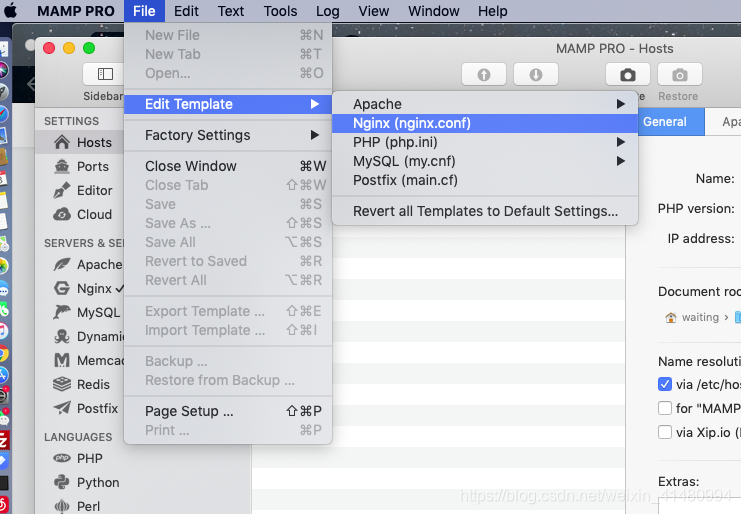 MAMP PRO File Edit Text Tools Log View Window Help
MAMP PRO - Hosts
New File ⌘N
New Tab ⌘T
Open... ⌘O
Edit Template
Factory Settings
Close Window ⌘W
Close Tab ⇧⌘W
Save ⌘S
Save As ... ⇧⌘S
Save All ⌥⌘S
Revert to Saved ⌘R
Revert All ⌥⌘R
Export Template ... ⇧⌘E
Import Template ... ⇧⌘I
Backup ...
Restore from Backup ...
Page Setup ... ⇧⌘P
Print ... ⌘P
Apache
Nginx (nginx.conf)
PHP (php.ini)
MySQL (my.cnf)
Postfix (main.cf)
Revert all Templates to Default Settings...
Sidebar
Restore
SETTINGS
Hosts
Ports
Editor
Cloud
SERVERS & SE
Apache
Nginx ✓
MySQL
Dynami
Memcac
Redis
Postfix
LANGUAGES
PHP
Python
Perl
General Apa
Name:
PHP version:
IP address:
Document roo
waiting ›
Name resoluti
via /etc/hos
for "MAMP
via Xip.io (
Extras:
https://blog.csdn.net/weixin_41480994